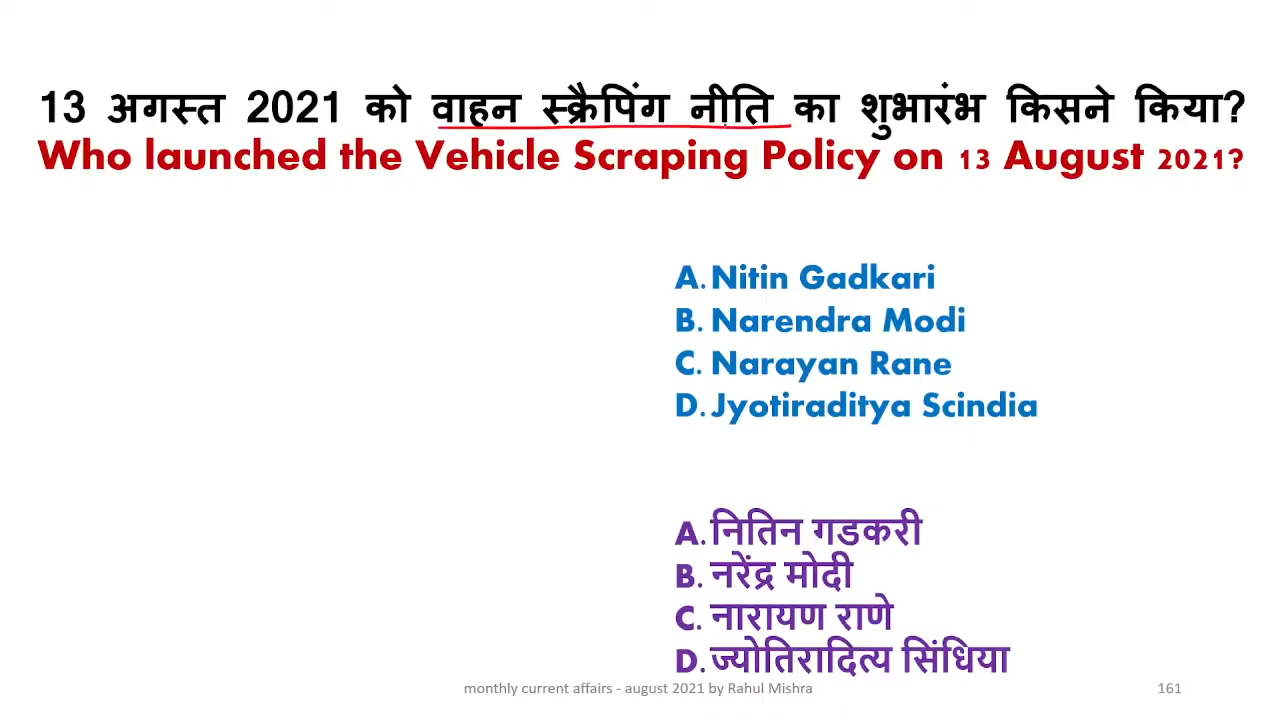 13 अगस्त 2021 को वाहन स्क्रैपिंग नीति का शुभारंभ किसने किया?
Who launched the Vehicle Scraping Policy on 13 August 2021?
A. Nitin Gadkari
B. Narendra Modi
C. Narayan Rane
D. Jyotiraditya Scindia
A. नितिन गडकरी
B. नरेंद्र मोदी
C. नारायण राणे
D. ज्योतिरादित्य सिंधिया
monthly current affairs - august 2021 by Rahul Mishra 161